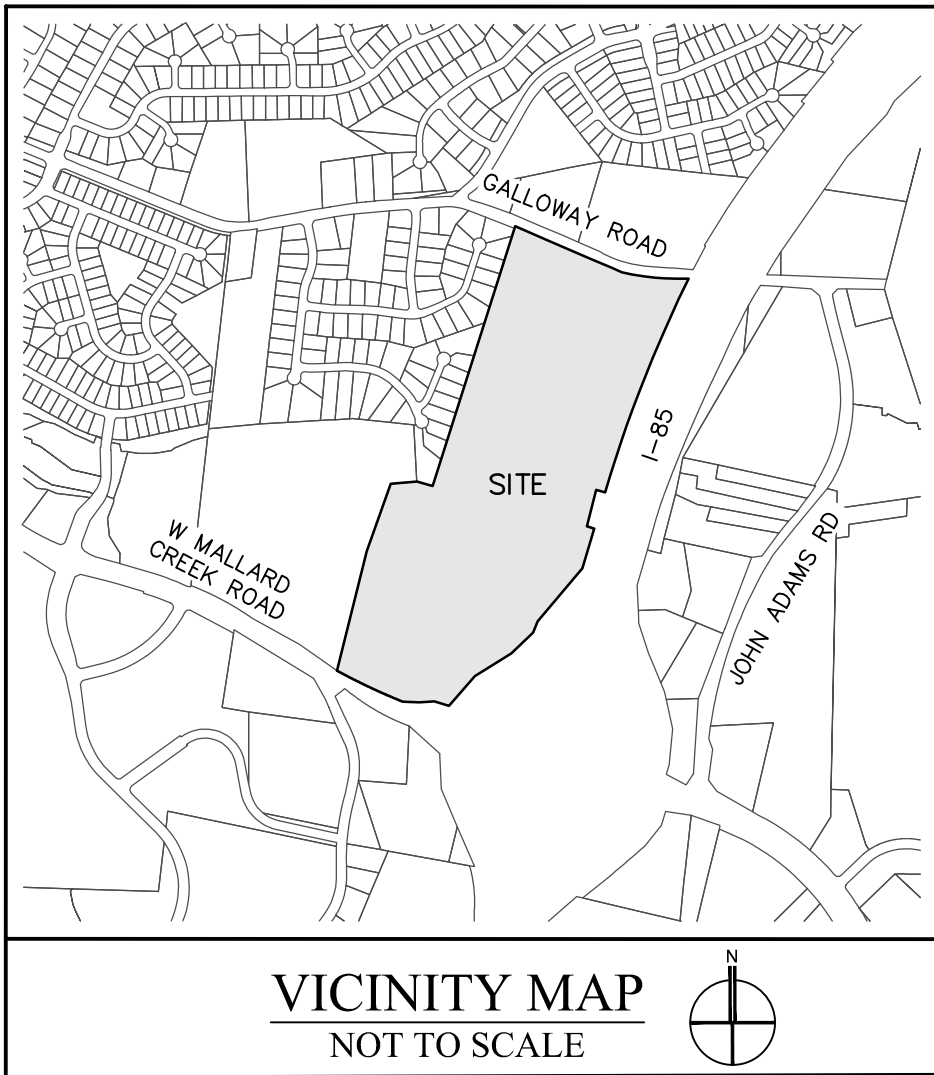 GALLOWAY ROAD
I-85
SITE
W MALLARD
CREEK ROAD
JOHN ADAMS RD
VICINITY MAP
NOT TO SCALE
N